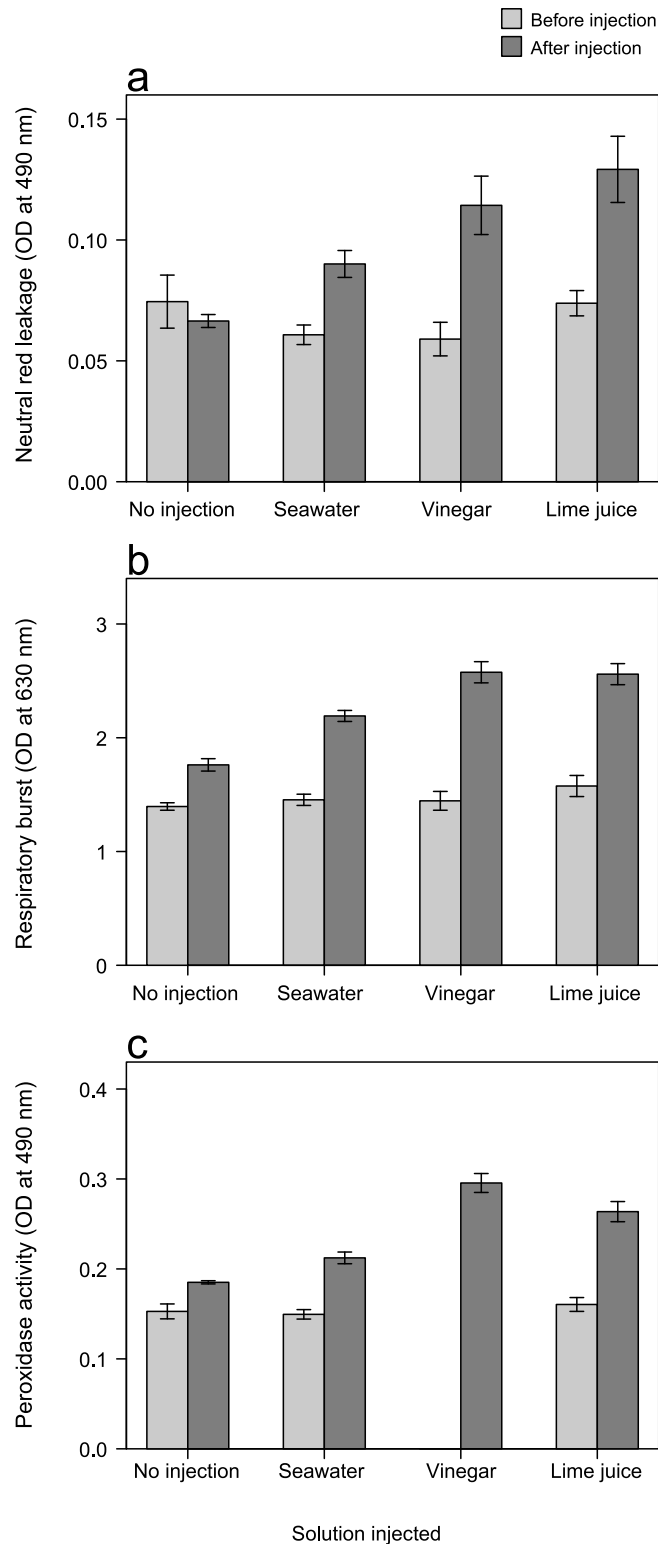 Before injection
After injection
a
Neutral red leakage (OD at 490 nm)
0.15
0.10
0.05
0.00
No injection Seawater Vinegar Lime juice
b
Respiratory burst (OD at 630 nm)
3
2
1
0
No injection Seawater Vinegar Lime juice
c
Peroxidase activity (OD at 490 nm)
0.4
0.3
0.2
0.1
0.0
No injection Seawater Vinegar Lime juice
Solution injected